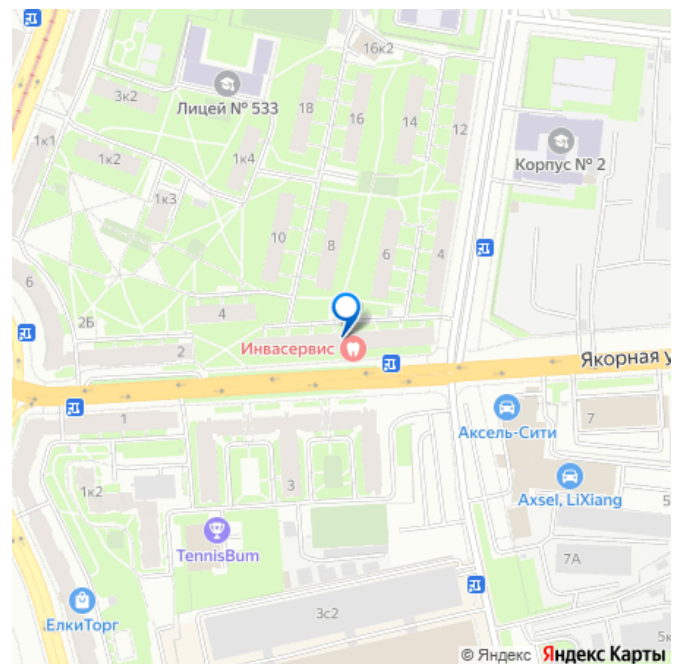 16к2
3к2
Лицей № 533
18
16
14
12
1к1
1к2
1к4
Корпус № 2
1к3
10
8
6
4
6
2Б
4
2
Инвасервис
Якорная у
1
7
Аксель-Сити
3
1к2
Axsel, LiXiang
5
TennisBum
7А
3с2
ЕлкиТорг
5к
© Яндекс Яндекс Карты